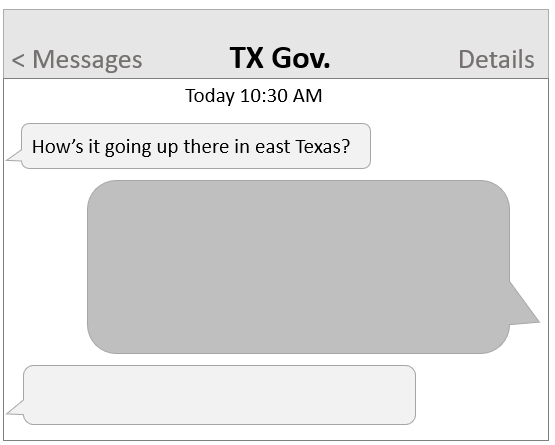 < Messages TX Gov. Details
Today 10:30 AM
How’s it going up there in east Texas?